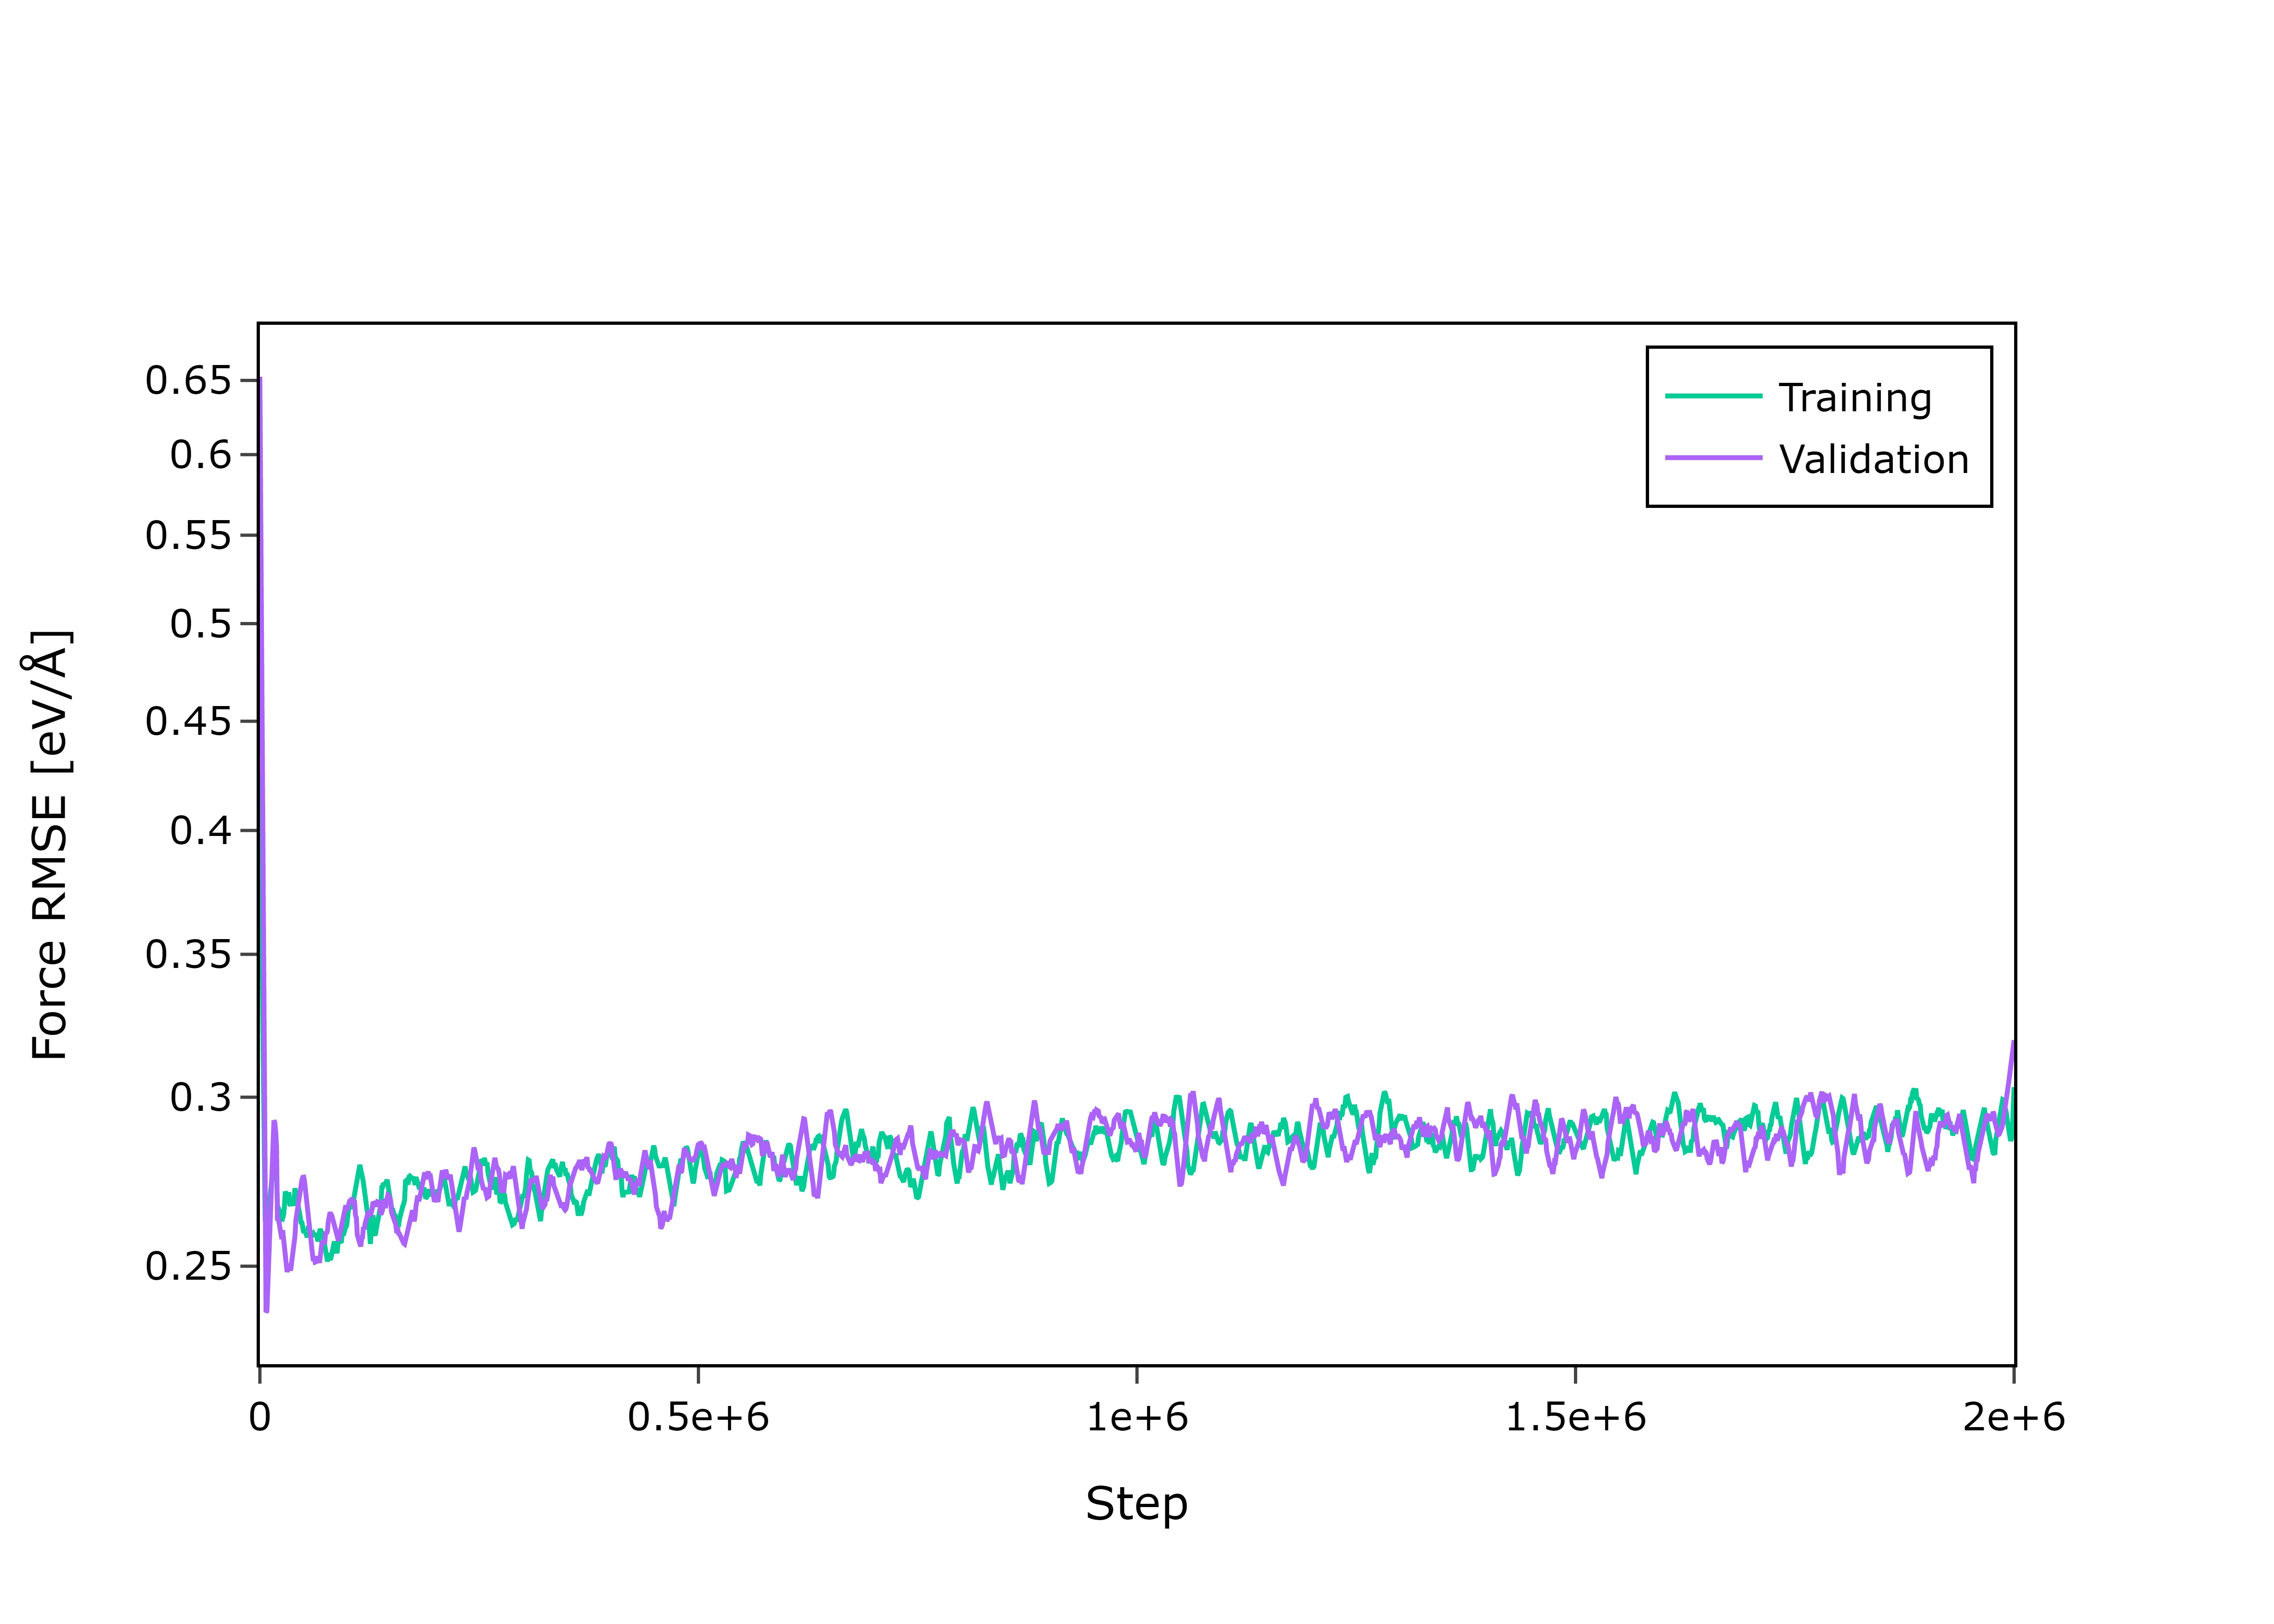 Training
Validation
0.65
0.6
0.55
0.5
0.45
0.4
0.35
0.3
0.25
Force RMSE [eV/Å]
0
0.5e+6
1e+6
1.5e+6
2e+6
Step